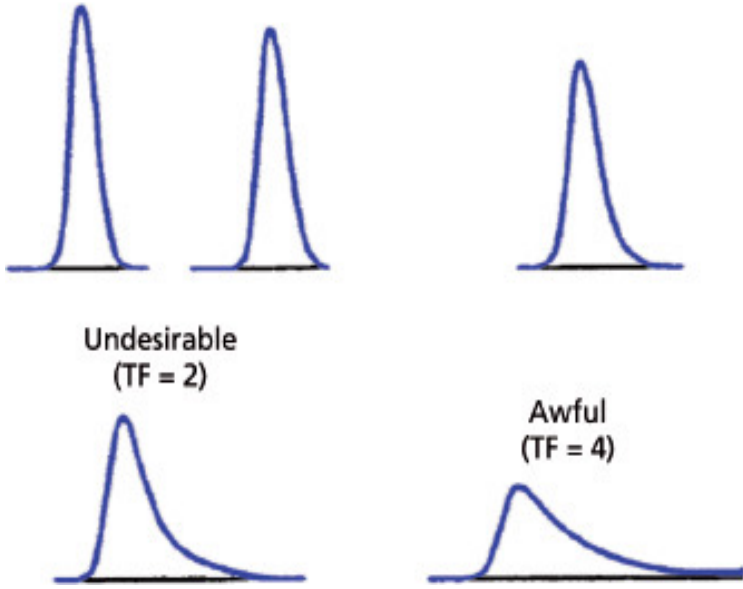 Undesirable
(TF = 2)
Awful
(TF = 4)